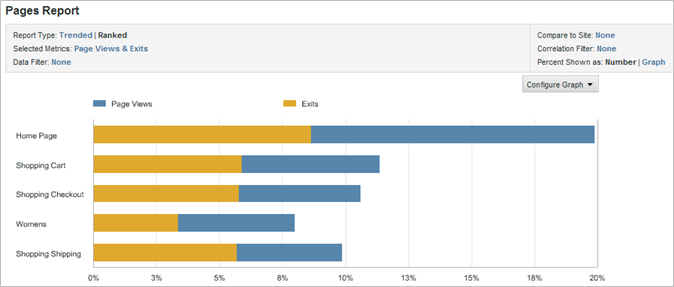 Pages Report
Report Type: Trended | Ranked
Selected Metrics: Page Views & Exits
Data Filter: None
Compare to Site: None
Correlation Filter: None
Percent Shown as: Number | Graph
Configure Graph
Page Views
Exits
Home Page
Shopping Cart
Shopping Checkout
Womens
Shopping Shipping
0% 3% 5% 8% 10% 13% 15% 18% 20%